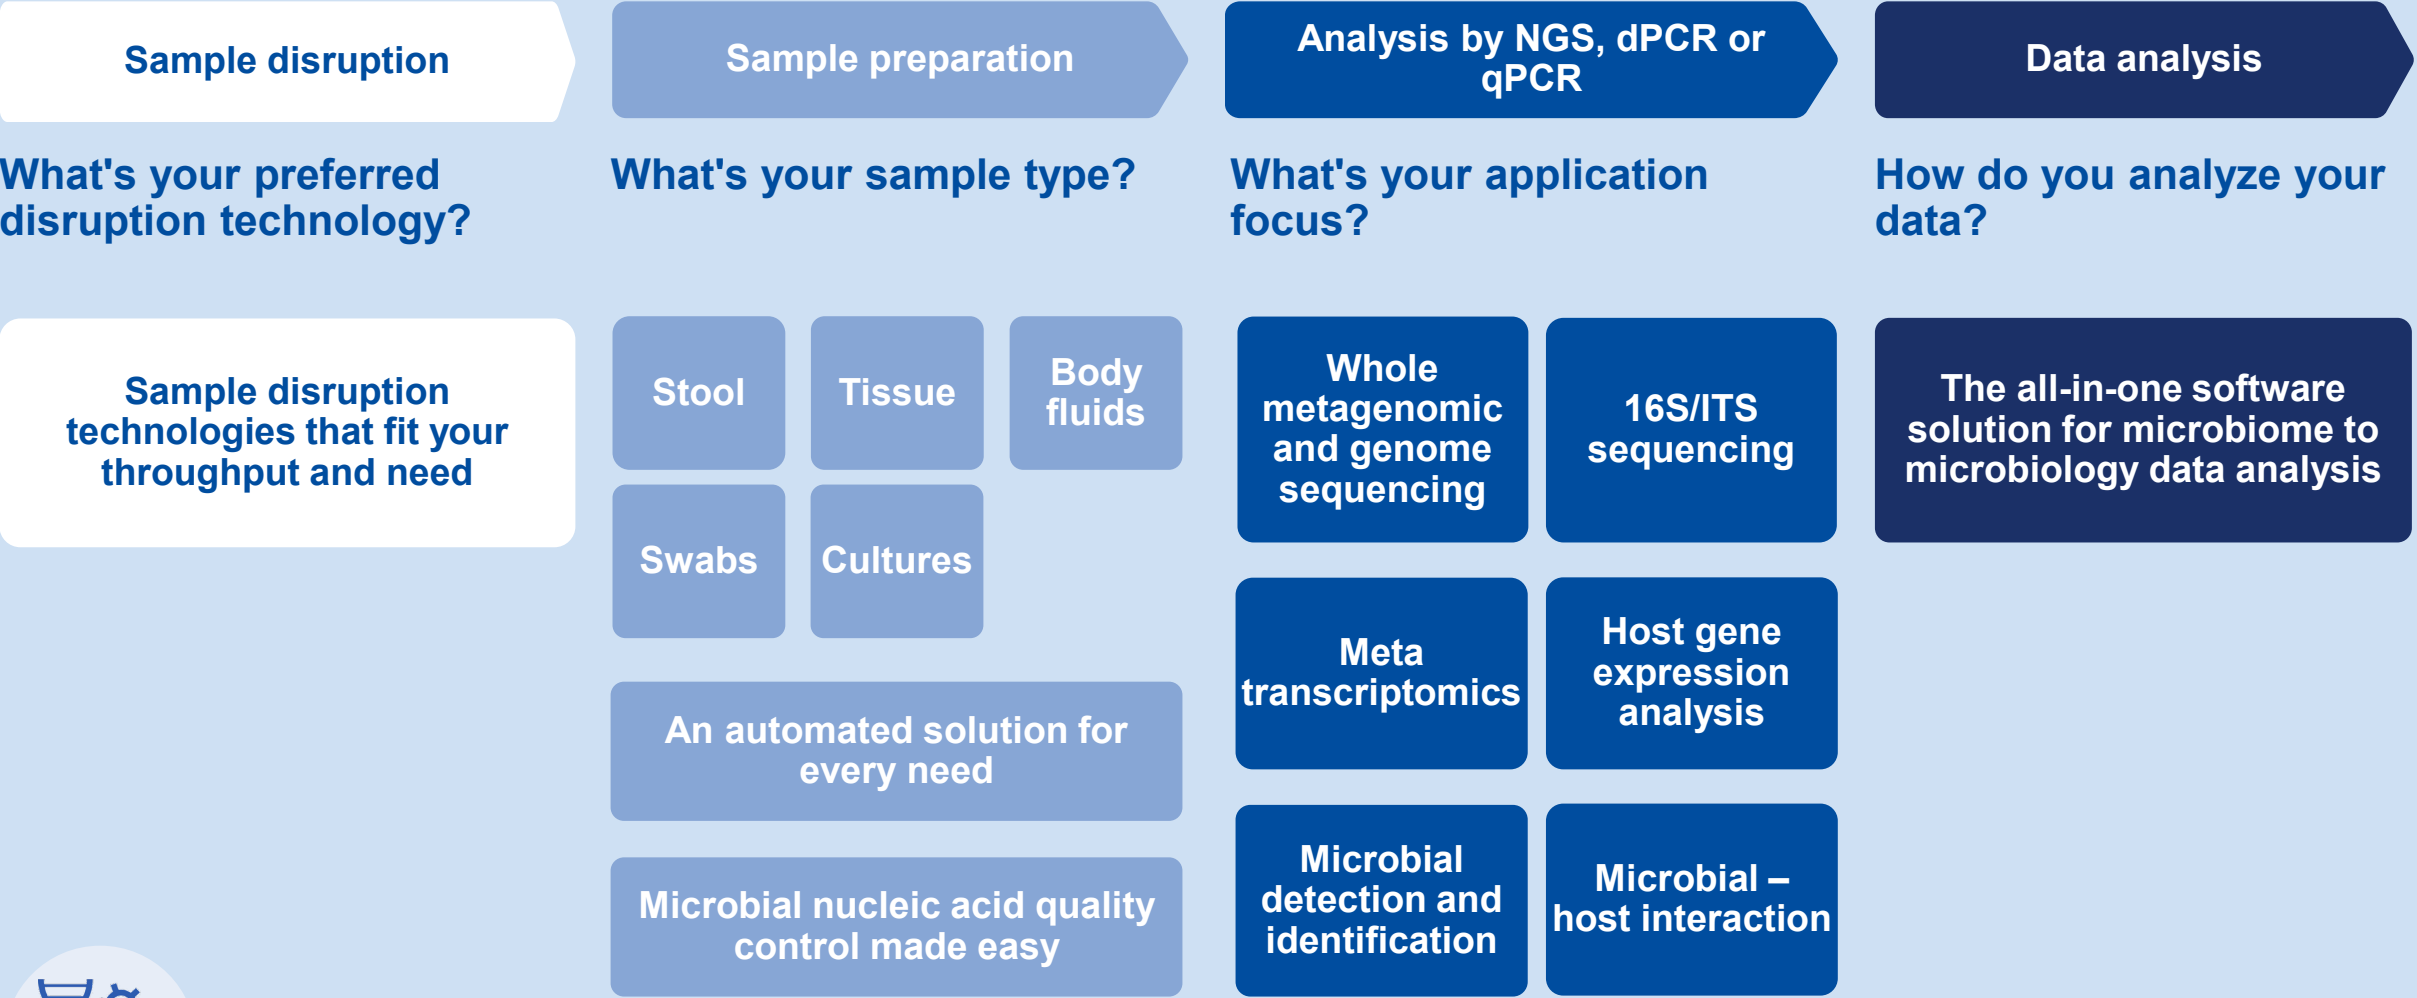 Sample disruption
Sample preparation
Analysis by NGS, dPCR or
qPCR
Data analysis
What's your preferred
disruption technology?
What's your sample type?
What's your application
focus?
How do you analyze your
data?
Sample disruption
technologies that fit your
throughput and need
Stool
Tissue
Body
fluids
Swabs
Cultures
An automated solution for
every need
Microbial nucleic acid quality
control made easy
Whole
metagenomic
and genome
sequencing
16S/ITS
sequencing
Meta
transcriptomics
Host gene
expression
analysis
Microbial
detection and
identification
Microbial –
host interaction
The all-in-one software
solution for microbiome to
microbiology data analysis